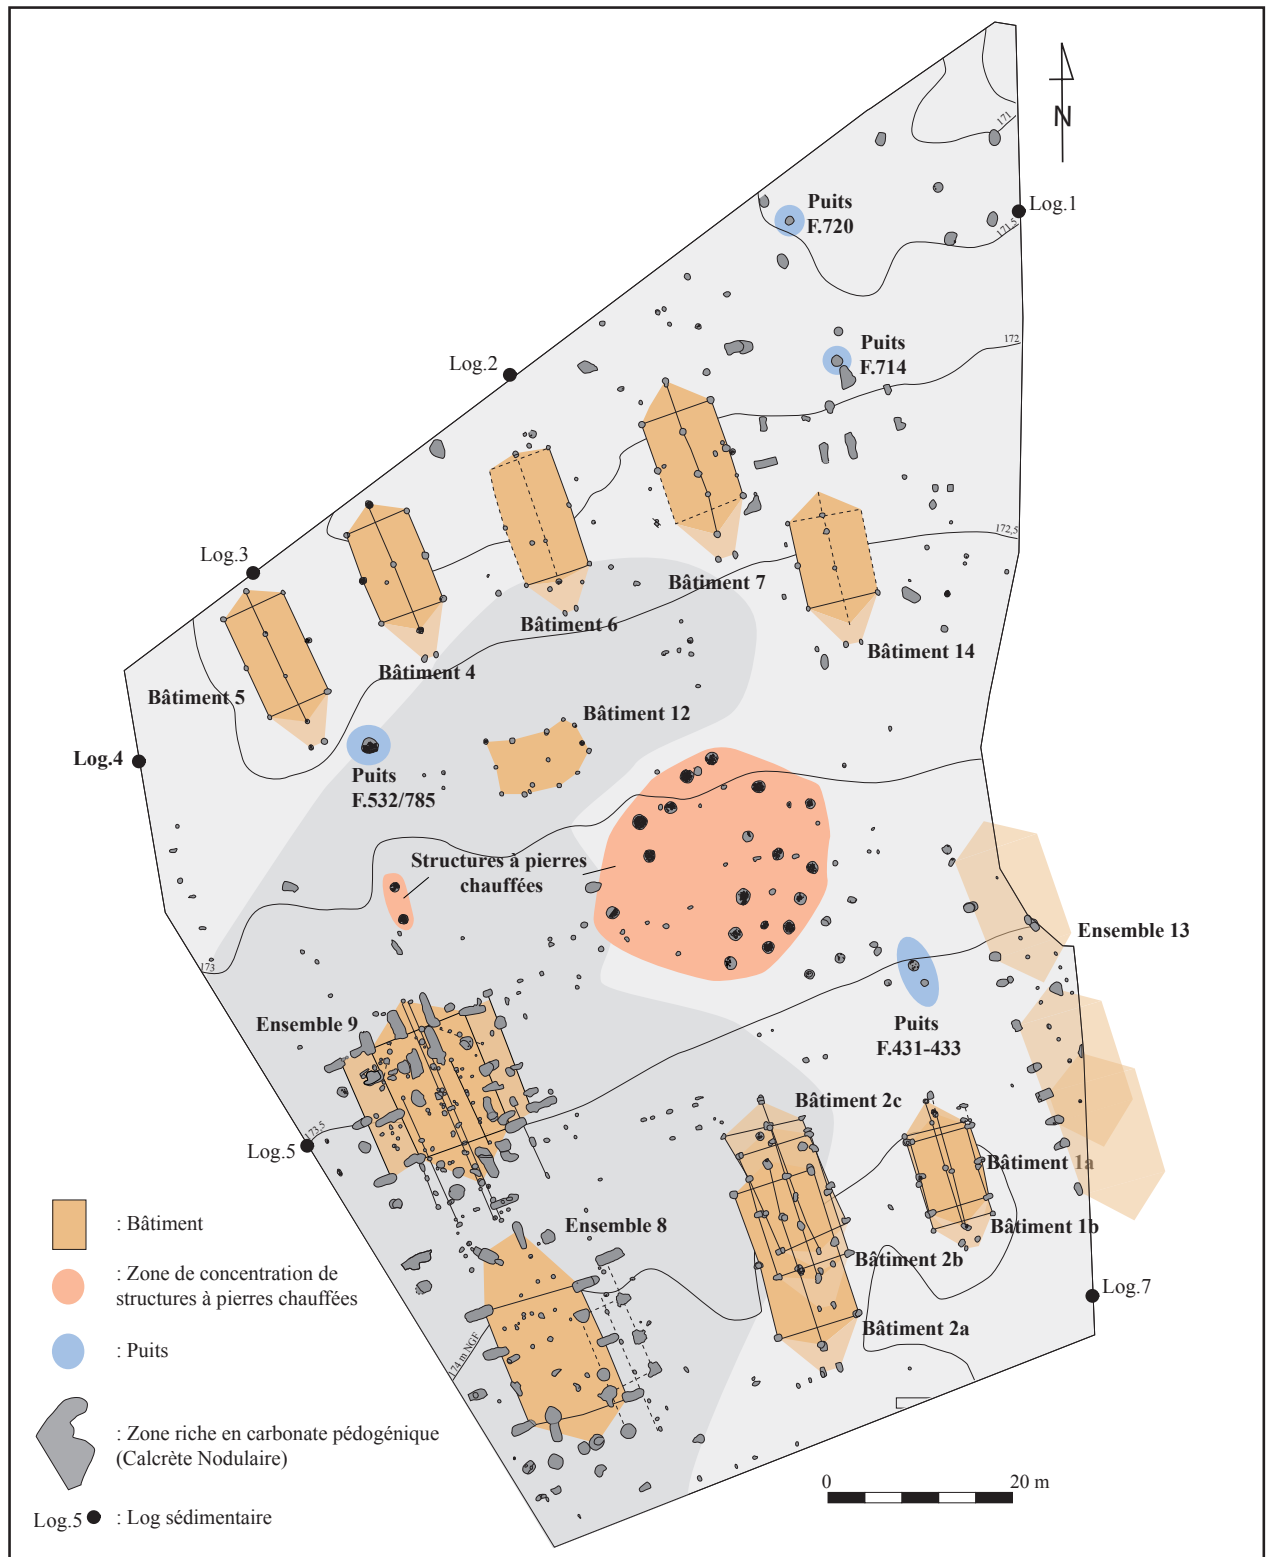 N
171
Log.1
171,5
Puits
F.720
172
Puits
F.714
Log.2
172,5
Log.3
Bâtiment 7
Bâtiment 6
Bâtiment 14
Bâtiment 4
Bâtiment 5
Bâtiment 12
Log.4
Puits
F.532/785
Structures à pierres
chauffées
Ensemble 13
173
Ensemble 9
Puits
F.431-433
Bâtiment 2c
173,5
Log.5
Bâtiment 1a
Bâtiment 1b
Ensemble 8
Bâtiment 2b
Log.7
Bâtiment 2a
174 m NGF
: Bâtiment
: Zone de concentration de
structures à pierres chauffées
: Puits
: Zone riche en carbonate pédogénique
(Calcrète Nodulaire)
Log.5 : Log sédimentaire
0 20 m